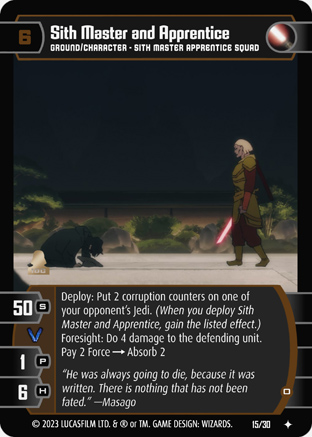 6
Sith Master and Apprentice
GROUND/CHARACTER - SITH MASTER APPRENTICE SQUAD
50 S
1 P
6 H
Deploy: Put 2 corruption counters on one of
your opponent's Jedi. (When you deploy Sith
Master and Apprentice, gain the listed effect.)
Foresight: Do 4 damage to the defending unit.
Pay 2 Force → Absorb 2
"He was always going to die, because it was
written. There is nothing that has not been
fated." —Masago
© 2023 LUCASFILM LTD. & ® or TM. GAME DESIGN: WIZARDS. 15/30